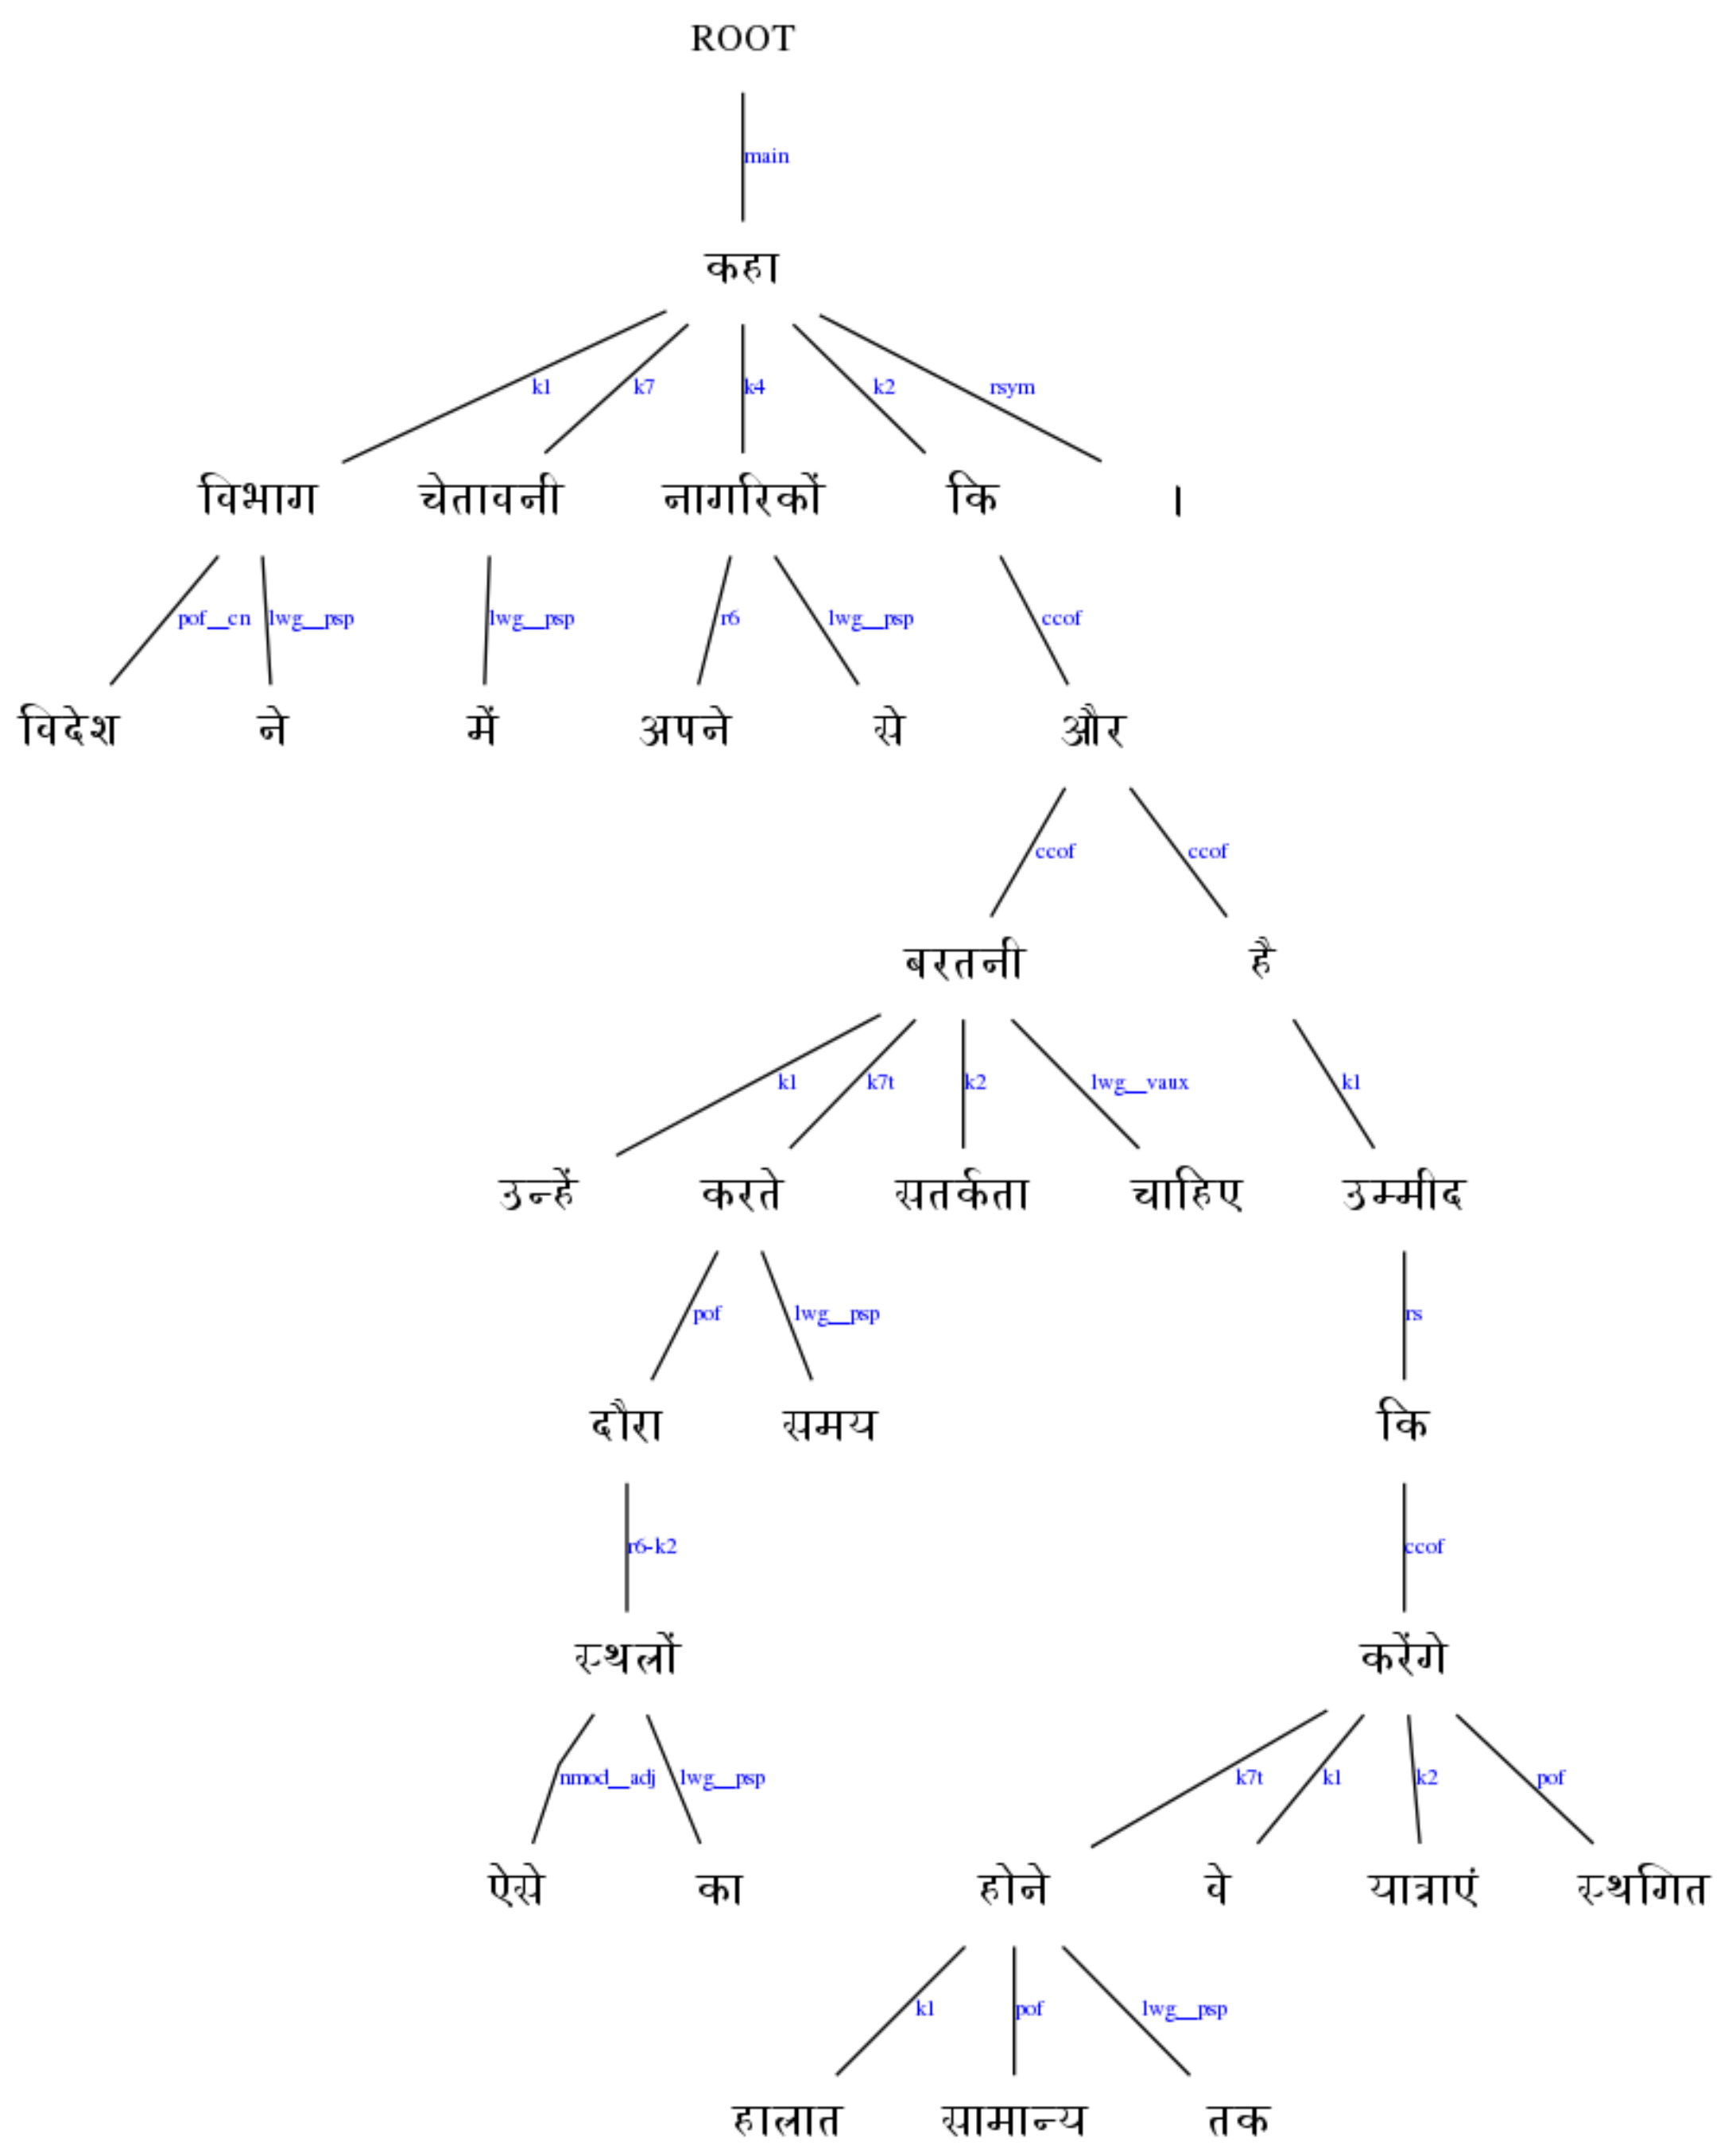 ROOT
main
कहा
k1 k7 k4 k2 rsym
विभाग चेतावनी नागरिकों कि ।
pof__cn lwg__psp lwg__psp r6 lwg__psp ccof
विदेश ने में अपने से और
ccof ccof
बरतनी है
k1 k7t k2 lwg__vaux k1
उन्हें करते सतर्कता चाहिए उम्मीद
pof lwg__psp rs
दौरा समय कि
r6-k2 ccof
स्थलों करेंगे
nmod__adj lwg__psp k7t k1 k2 pof
ऐसे का होने वे यात्राएं स्थगित
k1 pof lwg__psp
हालात सामान्य तक